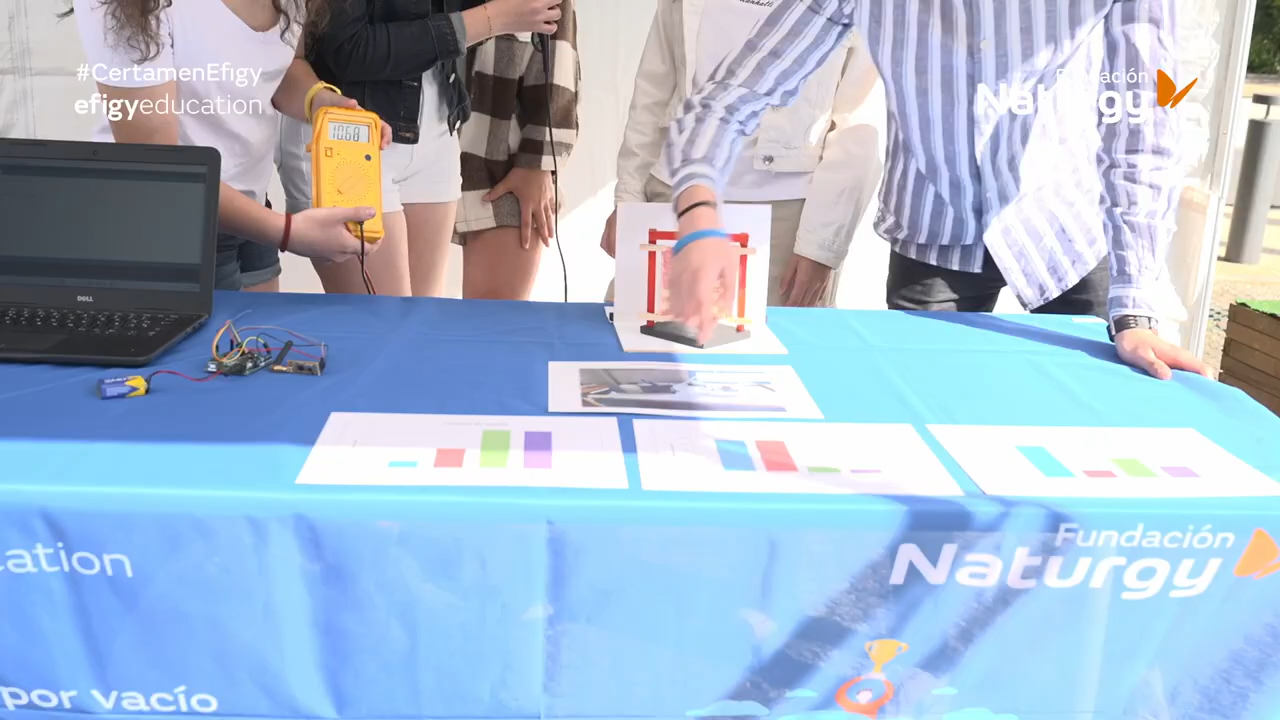 #CertamenEfigy
efigyeducation
Fundación
Naturgy
10.68
DELL
cation
por vacío
Fundación
Naturgy